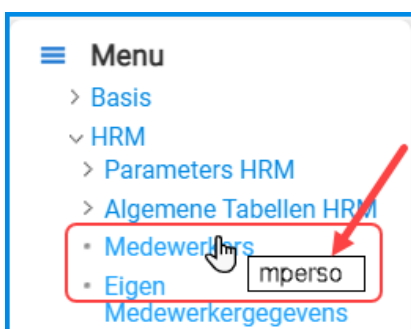 Menu
Basis
HRM
Parameters HRM
Algemene Tabellen HRM
Medewerkers
mperso
Eigen
Medewerkergegevens